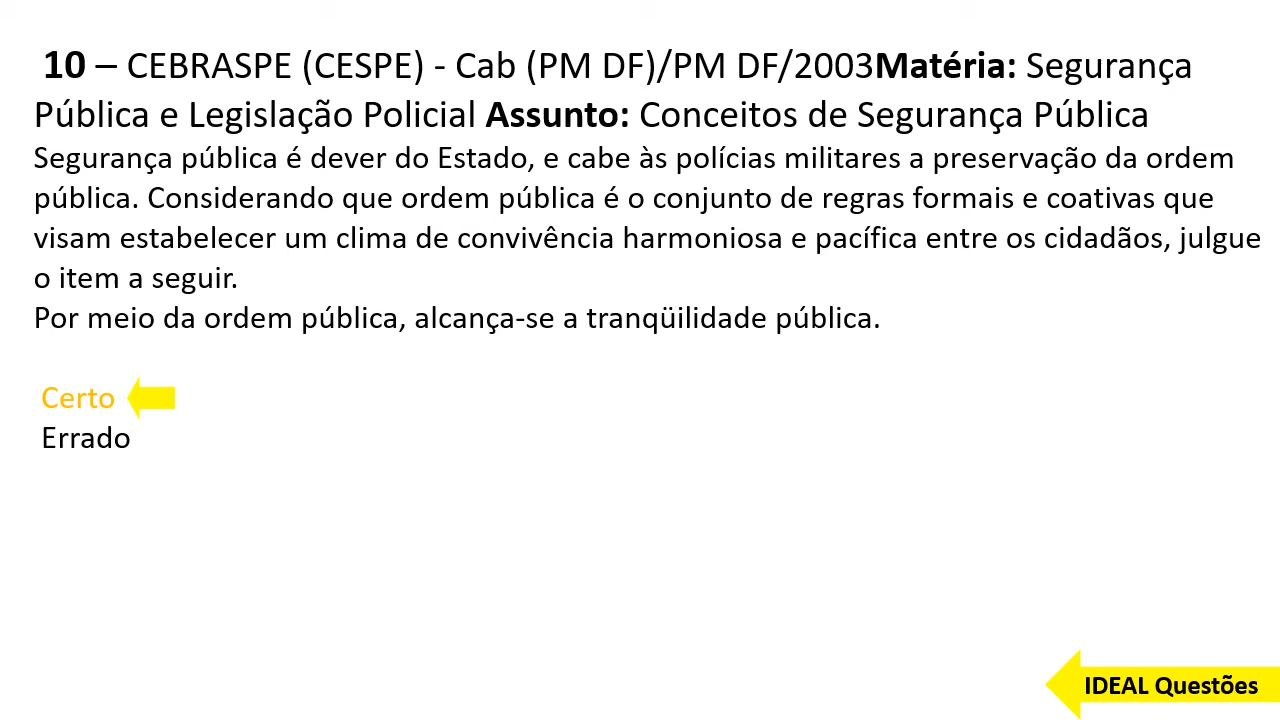 10 – CEBRASPE (CESPE) - Cab (PM DF)/PM DF/2003Matéria: Segurança
Pública e Legislação Policial Assunto: Conceitos de Segurança Pública
Segurança pública é dever do Estado, e cabe às polícias militares a preservação da ordem
pública. Considerando que ordem pública é o conjunto de regras formais e coativas que
visam estabelecer um clima de convivência harmoniosa e pacífica entre os cidadãos, julgue
o item a seguir.
Por meio da ordem pública, alcança-se a tranqüilidade pública.
Certo
Errado
IDEAL Questões